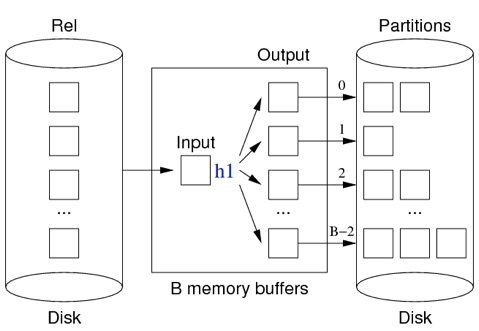 Rel
Partitions
Output
0
1
Input
h1
2
...
...
...
B−2
B memory buffers
Disk
Disk